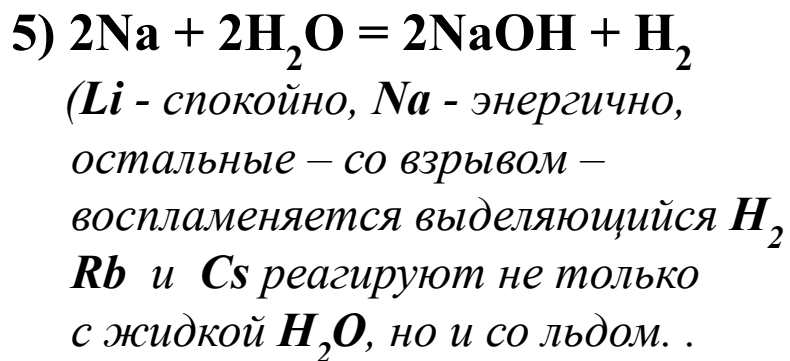 5) 2Na + 2H₂O = 2NaOH + H₂
(Li - спокойно, Na - энергично,
остальные – со взрывом –
воспламеняется выделяющийся H₂
Rb и Cs реагируют не только
с жидкой H₂O, но и со льдом. .